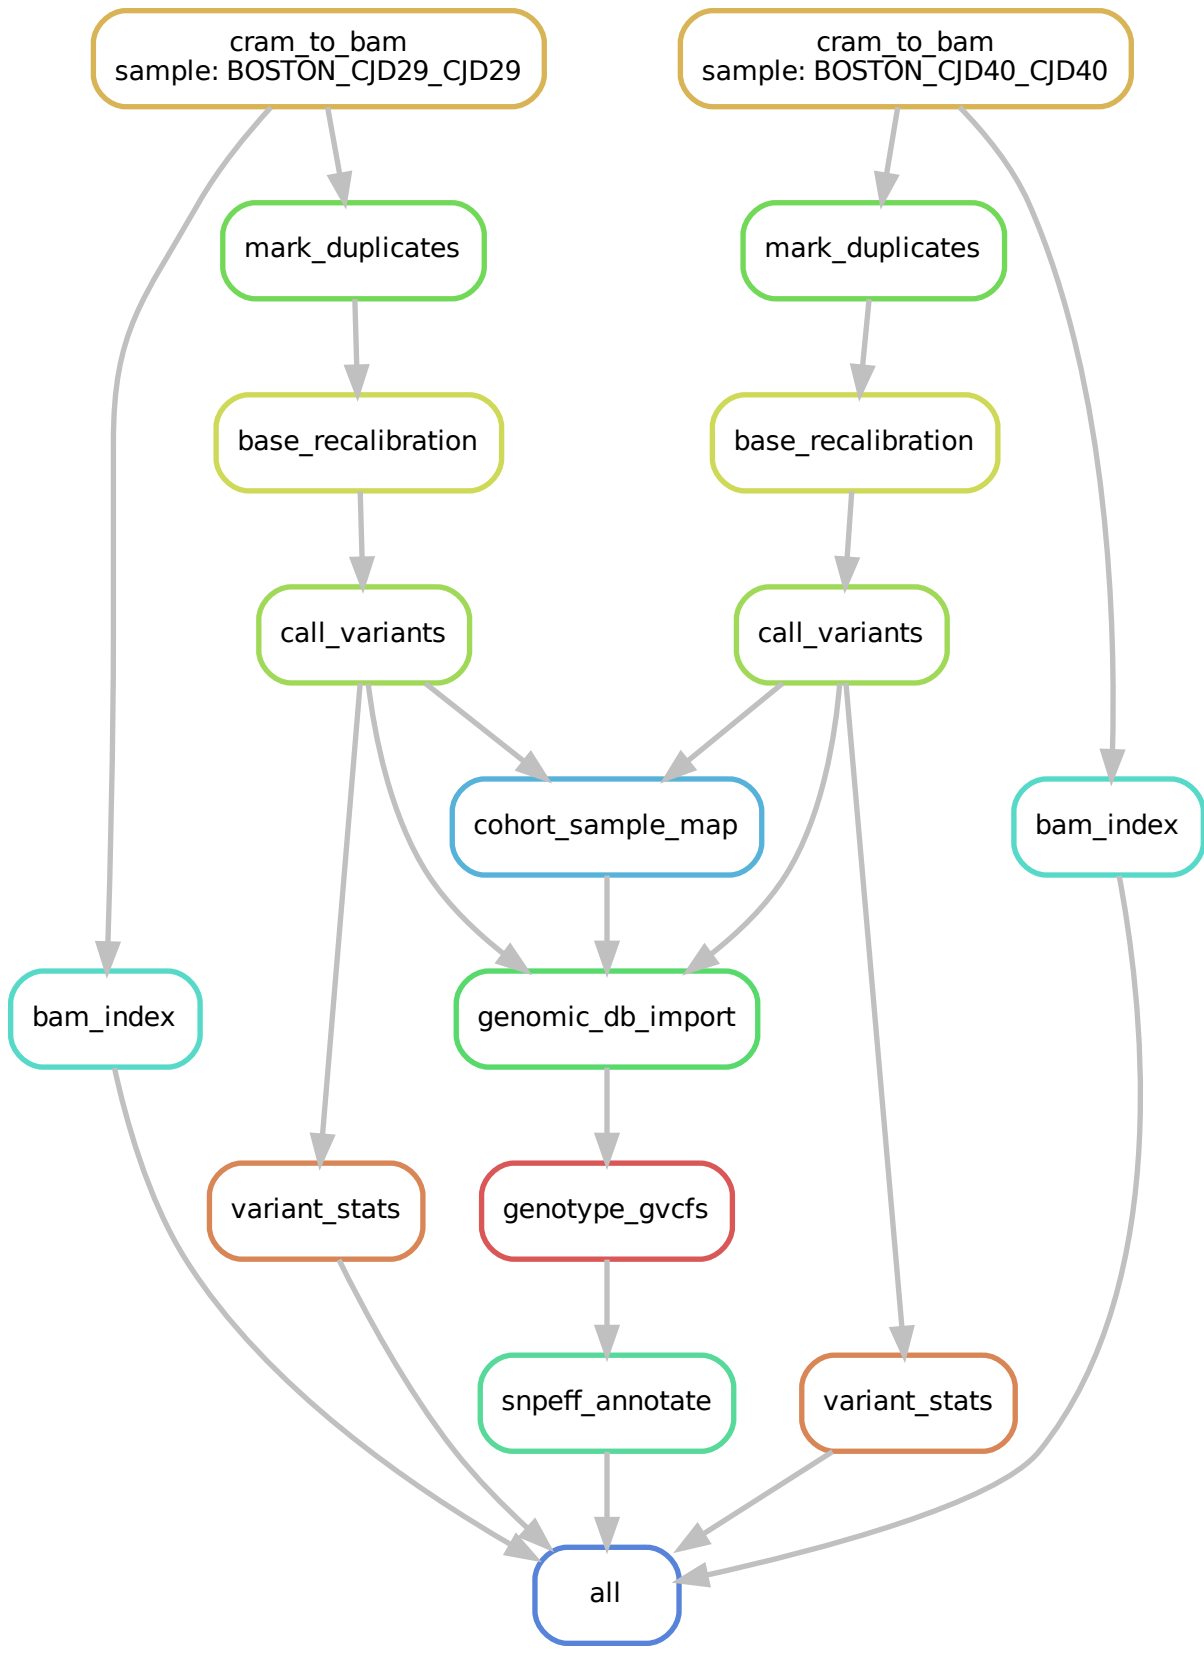 cram_to_bam
sample: BOSTON_CJD29_CJD29
cram_to_bam
sample: BOSTON_CJD40_CJD40
mark_duplicates
mark_duplicates
base_recalibration
base_recalibration
call_variants
call_variants
cohort_sample_map
bam_index
bam_index
genomic_db_import
variant_stats
genotype_gvcfs
snpeff_annotate
variant_stats
all